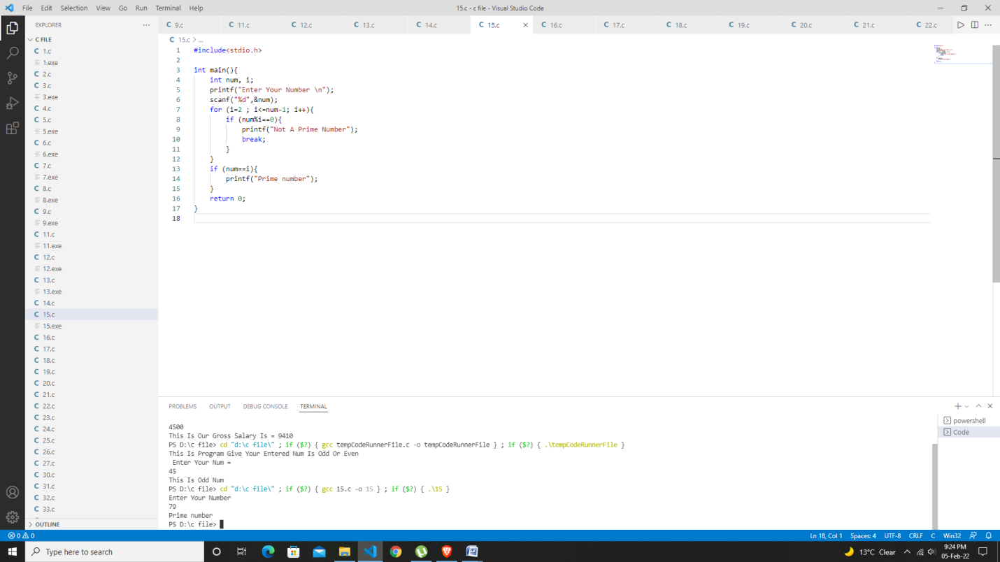 File Edit Selection View Go Run Terminal Help
15.c - c file - Visual Studio Code
EXPLORER
9.c 11.c 12.c 13.c 14.c 15.c 16.c 17.c 18.c 19.c 20.c 21.c 22.c
C FILE
1.c
1.exe
2.c
3.c
3.exe
4.c
5.c
5.exe
6.c
6.exe
7.c
7.exe
8.c
8.exe
9.c
9.exe
11.c
11.exe
12.c
12.exe
13.c
13.exe
14.c
15.c
15.exe
16.c
17.c
18.c
19.c
20.c
21.c
22.c
23.c
24.c
25.c
26.c
27.c
30.c
31.c
32.c
33.c
OUTLINE
C 15.c > ...
1 #include<stdio.h>
2
3 int main(){
4 int num, i;
5 printf("Enter Your Number \n");
6 scanf("%d",&num);
7 for (i=2 ; i<=num-1; i++){
8 if (num%i==0){
9 printf("Not A Prime Number");
10 break;
11 }
12 }
13 if (num==i){
14 printf("Prime number");
15 }
16 return 0;
17 }
18
PROBLEMS OUTPUT DEBUG CONSOLE TERMINAL
4500
This Is Our Gross Salary Is = 9410
PS D:\c file> cd "d:\c file\" ; if ($?) { gcc tempCodeRunnerFile.c -o tempCodeRunnerFile } ; if ($?) { .\tempCodeRunnerFile }
This Is Program Give Your Entered Num Is Odd Or Even
Enter Your Num =
45
This Is Odd Num
PS D:\c file> cd "d:\c file\" ; if ($?) { gcc 15.c -o 15 } ; if ($?) { .\15 }
Enter Your Number
79
Prime number
PS D:\c file>
powershell
Code
0 0
Ln 18, Col 1 Spaces: 4 UTF-8 CRLF C Win32
Type here to search
13°C Clear
9:24 PM
05-Feb-22